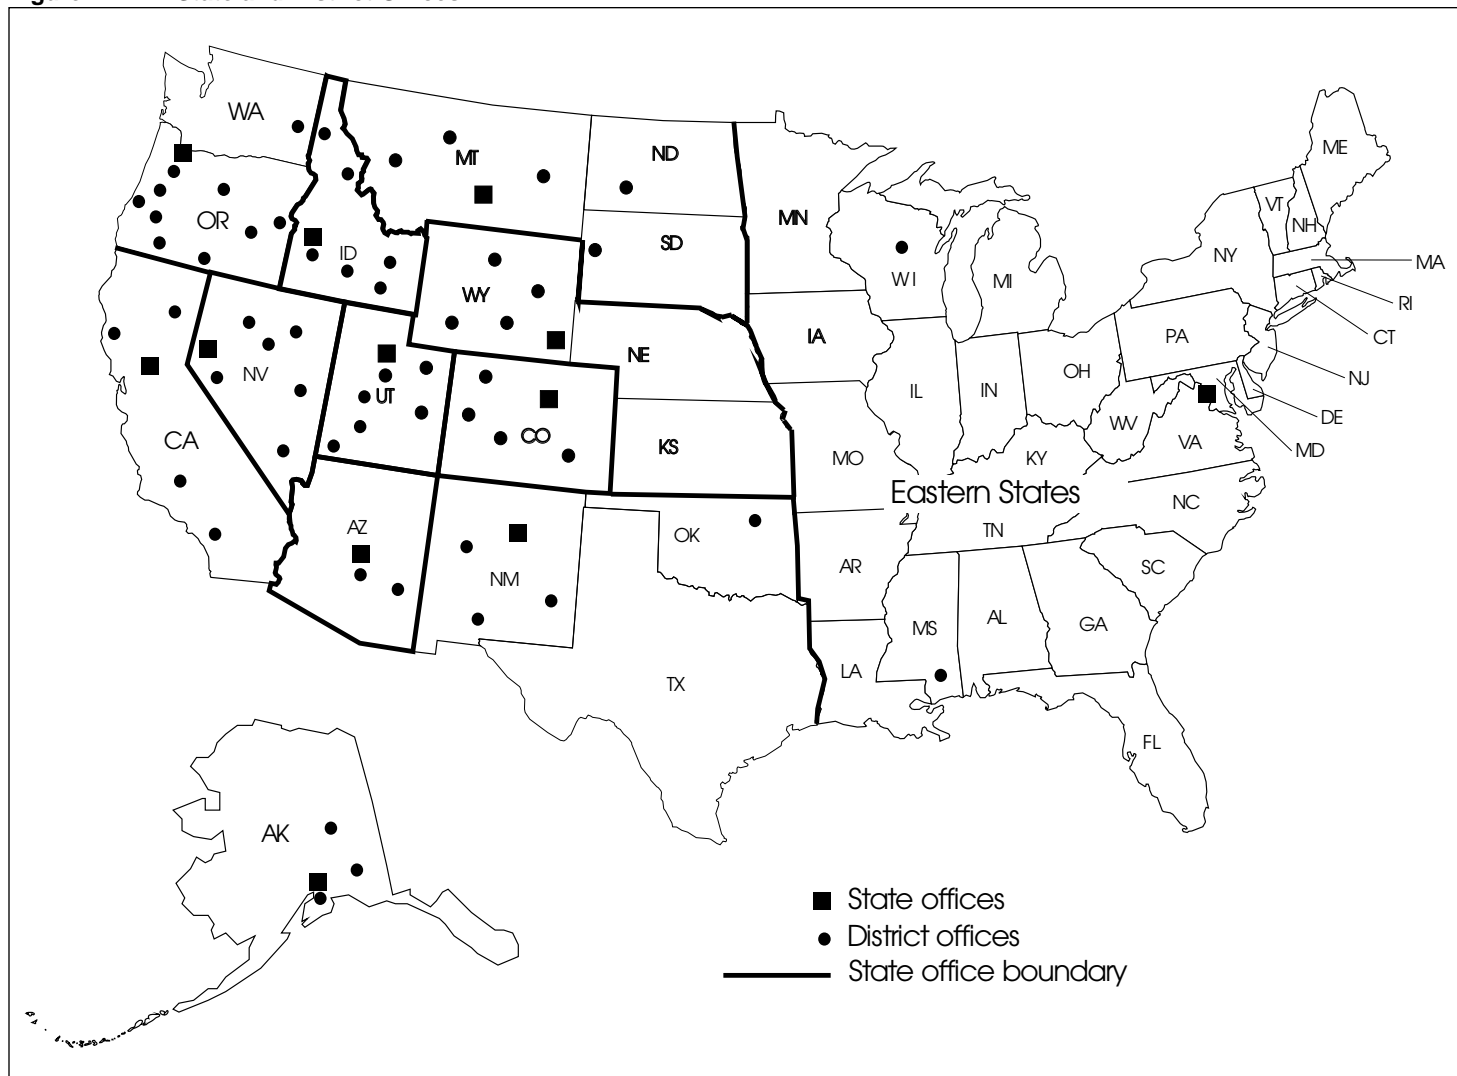 WA
ME
MT
ND
VT
NH
OR
MN
ID
SD
NY
MA
WI
MI
WY
RI
PA
CT
IA
NE
NV
OH
NJ
UT
IL
IN
DE
CO
WV
CA
KS
VA
MD
MO
KY
Eastern States
NC
AZ
OK
TN
NM
AR
SC
MS
AL
GA
LA
TX
FL
AK
State offices
District offices
State office boundary